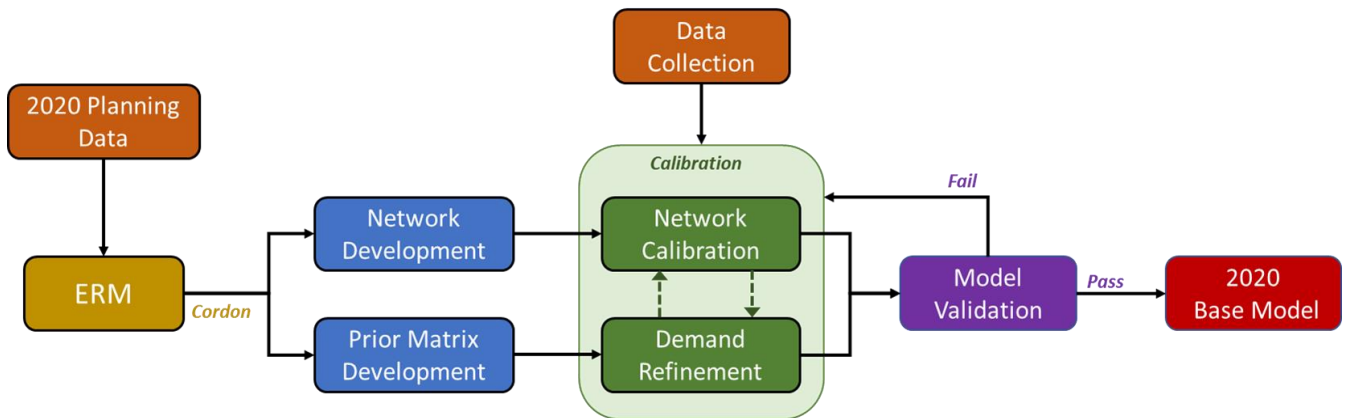 Data
Collection
2020 Planning
Data
Calibration
Fail
Network
Development
Network
Calibration
ERM
Cordon
Model
Validation
Pass
2020
Base Model
Prior Matrix
Development
Demand
Refinement